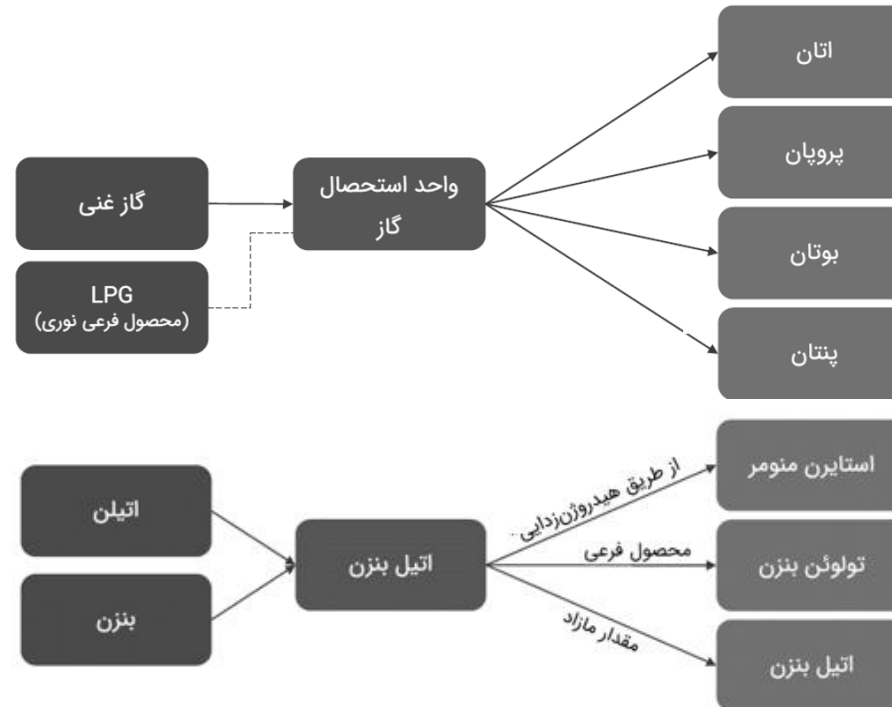 اتان
پروپان
گاز غنی
واحد استحصال
گاز
بوتان
LPG
(محصول فرعی نوری)
پنتان
استایرن منومر
از طریق هیدروژن‌زدایی
اتیلن
محصول فرعی
تولوئن بنزن
اتیل بنزن
بنزن
مقدار مازاد
اتیل بنزن